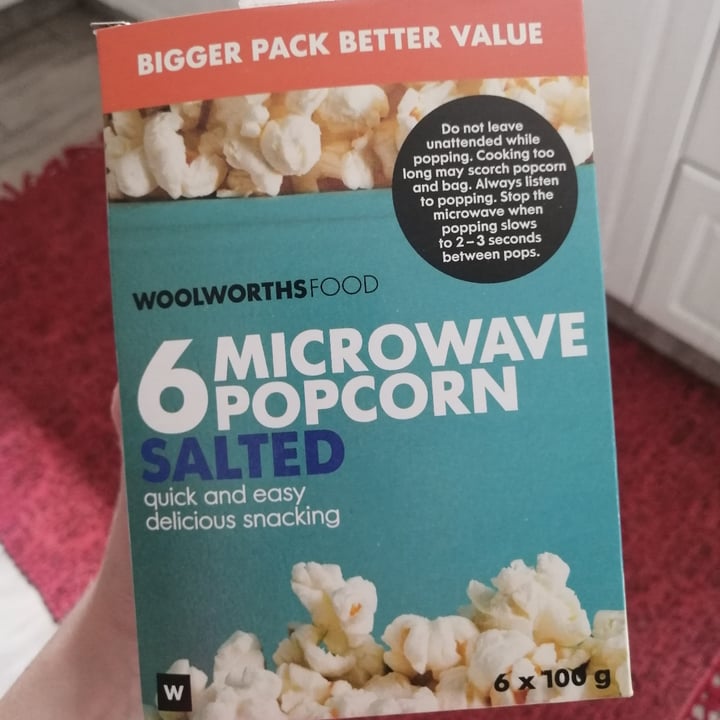 BIGGER PACK BETTER VALUE
Do not leave
unattended while
popping. Cooking too
long may scorch popcorn
and bag. Always listen
to popping. Stop the
microwave when
popping slows
to 2–3 seconds
between pops.
WOOLWORTHSFOOD
6 MICROWAVE
POPCORN
SALTED
quick and easy
delicious snacking
W
6 x 100 g